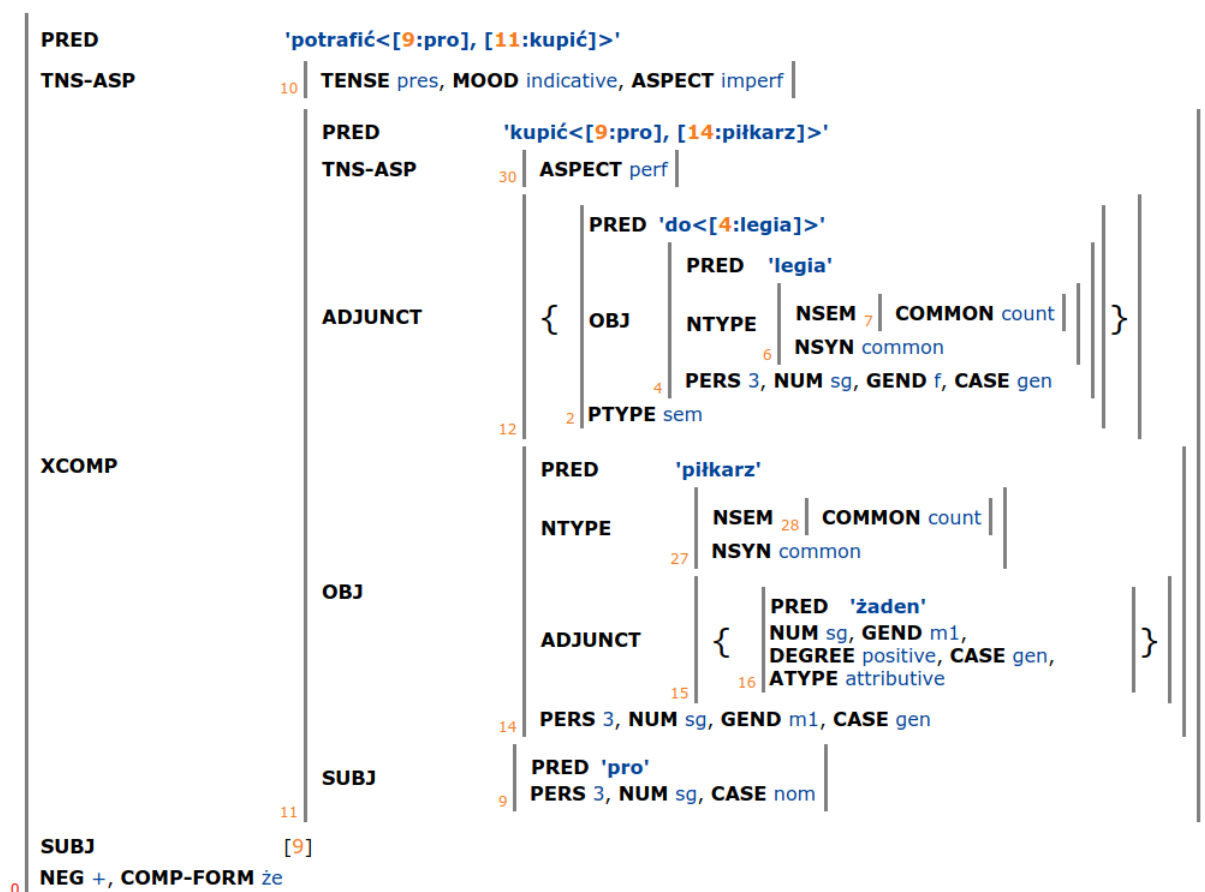 PRED 'potrafić<[9:pro], [11:kupić]>'
TNS-ASP 10 TENSE pres, MOOD indicative, ASPECT imperf
PRED 'kupić<[9:pro], [14:piłkarz]>'
TNS-ASP 30 ASPECT perf
PRED 'do<[4:legia]>'
PRED 'legia'
ADJUNCT { OBJ NTYPE NSEM 7 COMMON count }
6 NSYN common
4 PERS 3, NUM sg, GEND f, CASE gen
12 2 PTYPE sem
XCOMP PRED 'piłkarz'
NTYPE NSEM 28 COMMON count
27 NSYN common
OBJ
PRED 'żaden'
ADJUNCT { NUM sg, GEND m1, }
DEGREE positive, CASE gen,
15 16 ATYPE attributive
14 PERS 3, NUM sg, GEND m1, CASE gen
SUBJ PRED 'pro'
11 9 PERS 3, NUM sg, CASE nom
SUBJ [9]
0 NEG +, COMP-FORM że